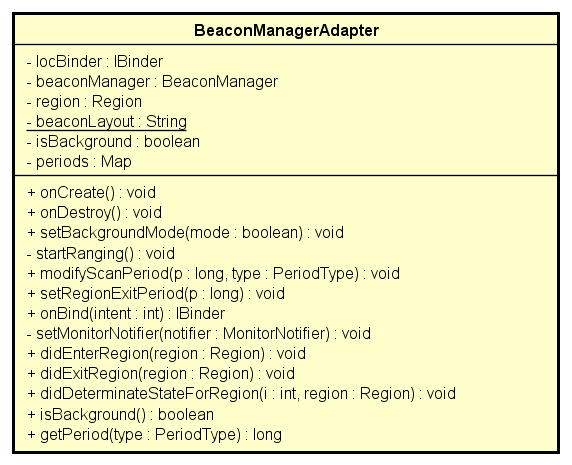 BeaconManagerAdapter
- locBinder : IBinder
- beaconManager : BeaconManager
- region : Region
- beaconLayout : String
- isBackground : boolean
- periods : Map
+ onCreate() : void
+ onDestroy() : void
+ setBackgroundMode(mode : boolean) : void
- startRanging() : void
+ modifyScanPeriod(p : long, type : PeriodType) : void
+ setRegionExitPeriod(p : long) : void
+ onBind(intent : int) : IBinder
- setMonitorNotifier(notifier : MonitorNotifier) : void
+ didEnterRegion(region : Region) : void
+ didExitRegion(region : Region) : void
+ didDeterminateStateForRegion(i : int, region : Region) : void
+ isBackground() : boolean
+ getPeriod(type : PeriodType) : long